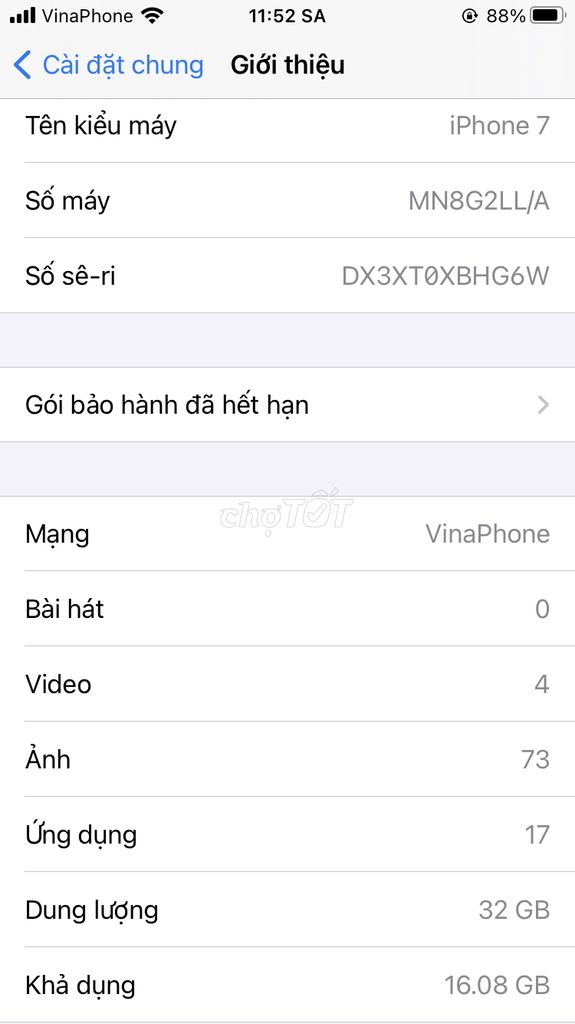 VinaPhone 11:52 SA 88%
Cài đặt chung Giới thiệu
Tên kiểu máy iPhone 7
Số máy MN8G2LL/A
Số sê-ri DX3XT0XBHG6W
Gói bảo hành đã hết hạn
chợTỐT
Mạng VinaPhone
Bài hát 0
Video 4
Ảnh 73
Ứng dụng 17
Dung lượng 32 GB
Khả dụng 16.08 GB